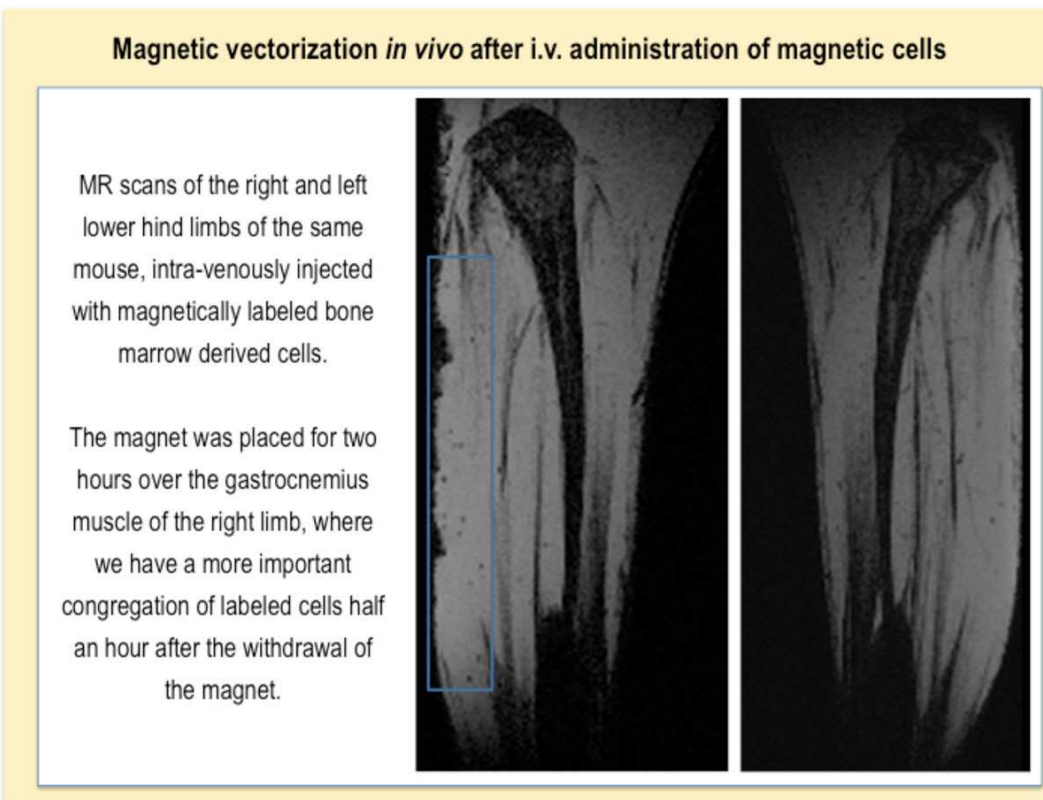 Magnetic vectorization in vivo after i.v. administration of magnetic cells
MR scans of the right and left
lower hind limbs of the same
mouse, intra-venously injected
with magnetically labeled bone
marrow derived cells.
The magnet was placed for two
hours over the gastrocnemius
muscle of the right limb, where
we have a more important
congregation of labeled cells half
an hour after the withdrawal of
the magnet.